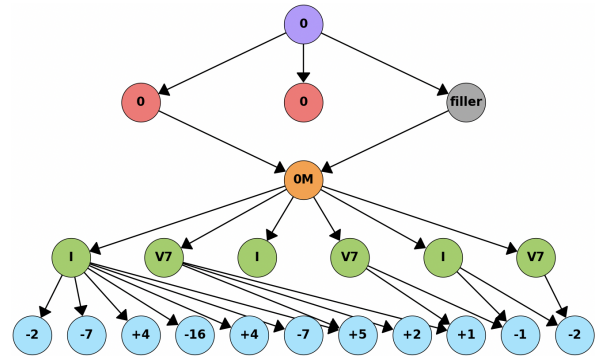 0
0 0 filler
0M
I V7 I V7 I V7
-2 -7 +4 -16 +4 -7 +5 +2 +1 -1 -2